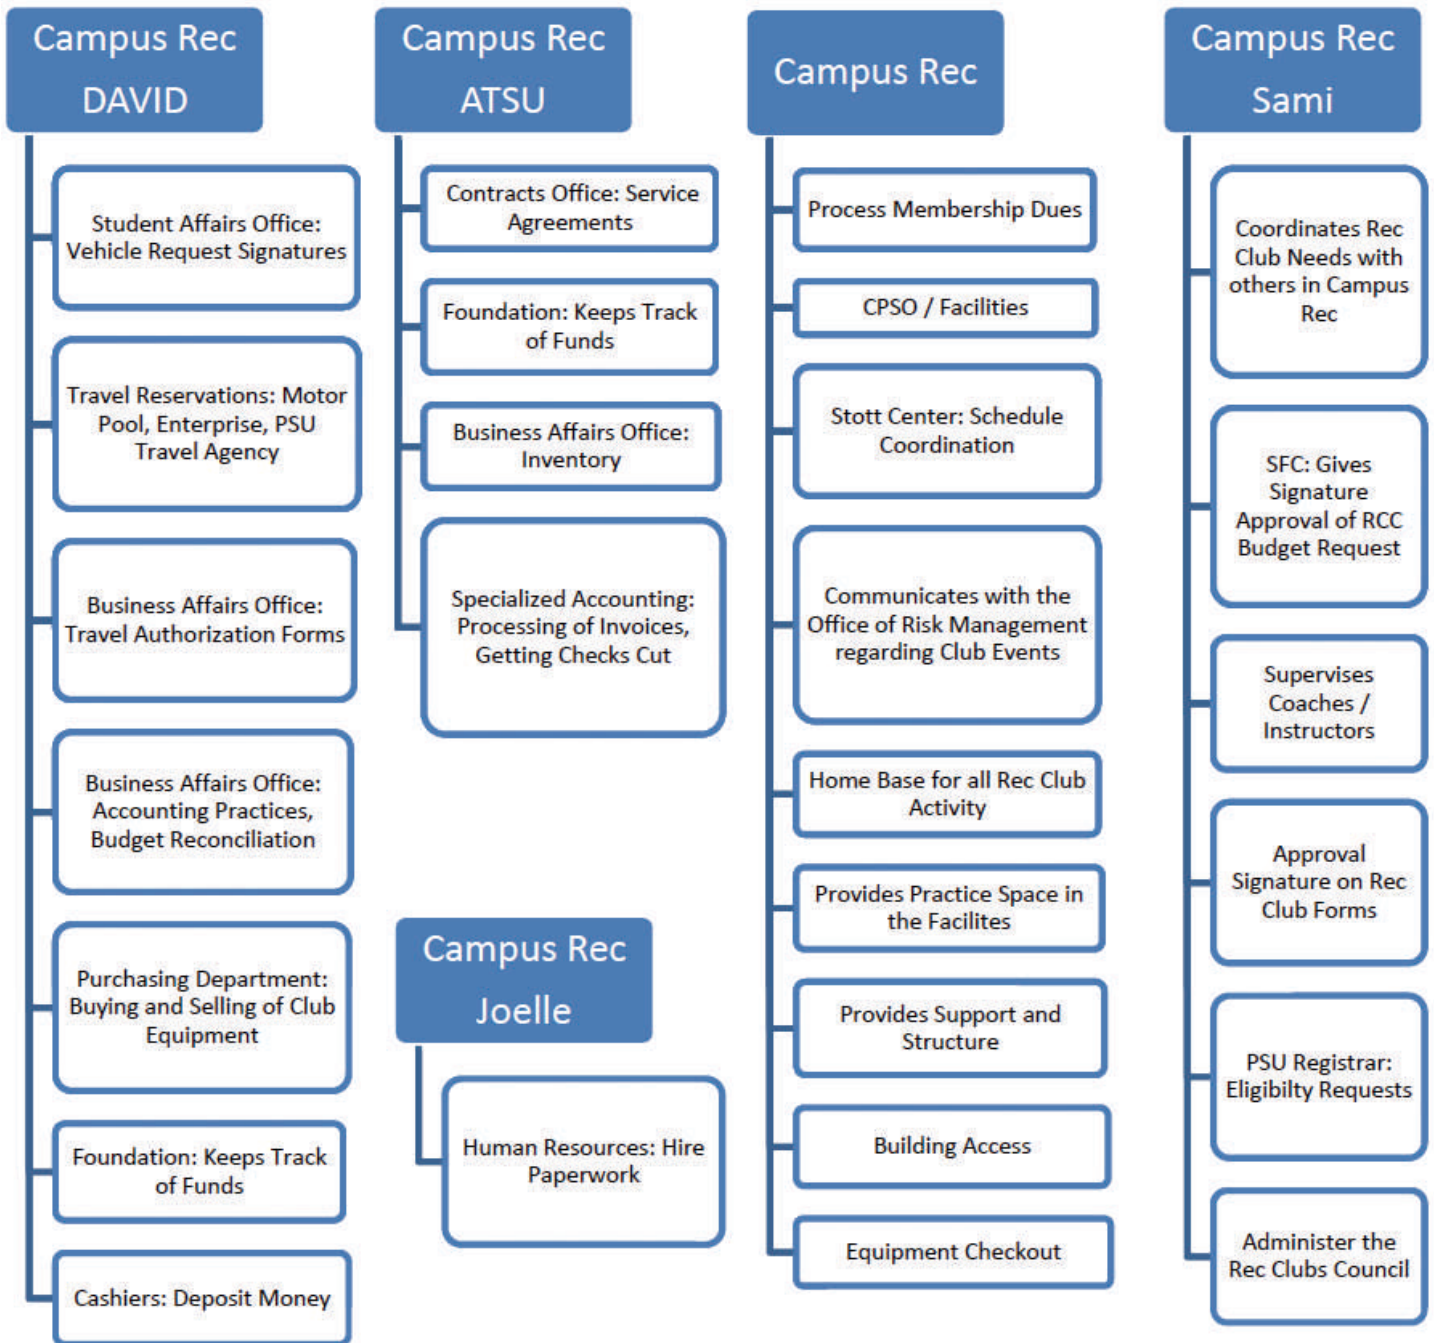 Campus Rec
DAVID
Student Affairs Office:
Vehicle Request Signatures
Travel Reservations: Motor
Pool, Enterprise, PSU
Travel Agency
Business Affairs Office:
Travel Authorization Forms
Business Affairs Office:
Accounting Practices,
Budget Reconciliation
Purchasing Department:
Buying and Selling of Club
Equipment
Foundation: Keeps Track
of Funds
Cashiers: Deposit Money
Campus Rec
ATSU
Contracts Office: Service
Agreements
Foundation: Keeps Track
of Funds
Business Affairs Office:
Inventory
Specialized Accounting:
Processing of Invoices,
Getting Checks Cut
Campus Rec
Joelle
Human Resources: Hire
Paperwork
Campus Rec
Process Membership Dues
CPSO / Facilities
Stott Center: Schedule
Coordination
Communicates with the
Office of Risk Management
regarding Club Events
Home Base for all Rec Club
Activity
Provides Practice Space in
the Facilites
Provides Support and
Structure
Building Access
Equipment Checkout
Campus Rec
Sami
Coordinates Rec
Club Needs with
others in Campus
Rec
SFC: Gives
Signature
Approval of RCC
Budget Request
Supervises
Coaches /
Instructors
Approval
Signature on Rec
Club Forms
PSU Registrar:
Eligibilty Requests
Administer the
Rec Clubs Council